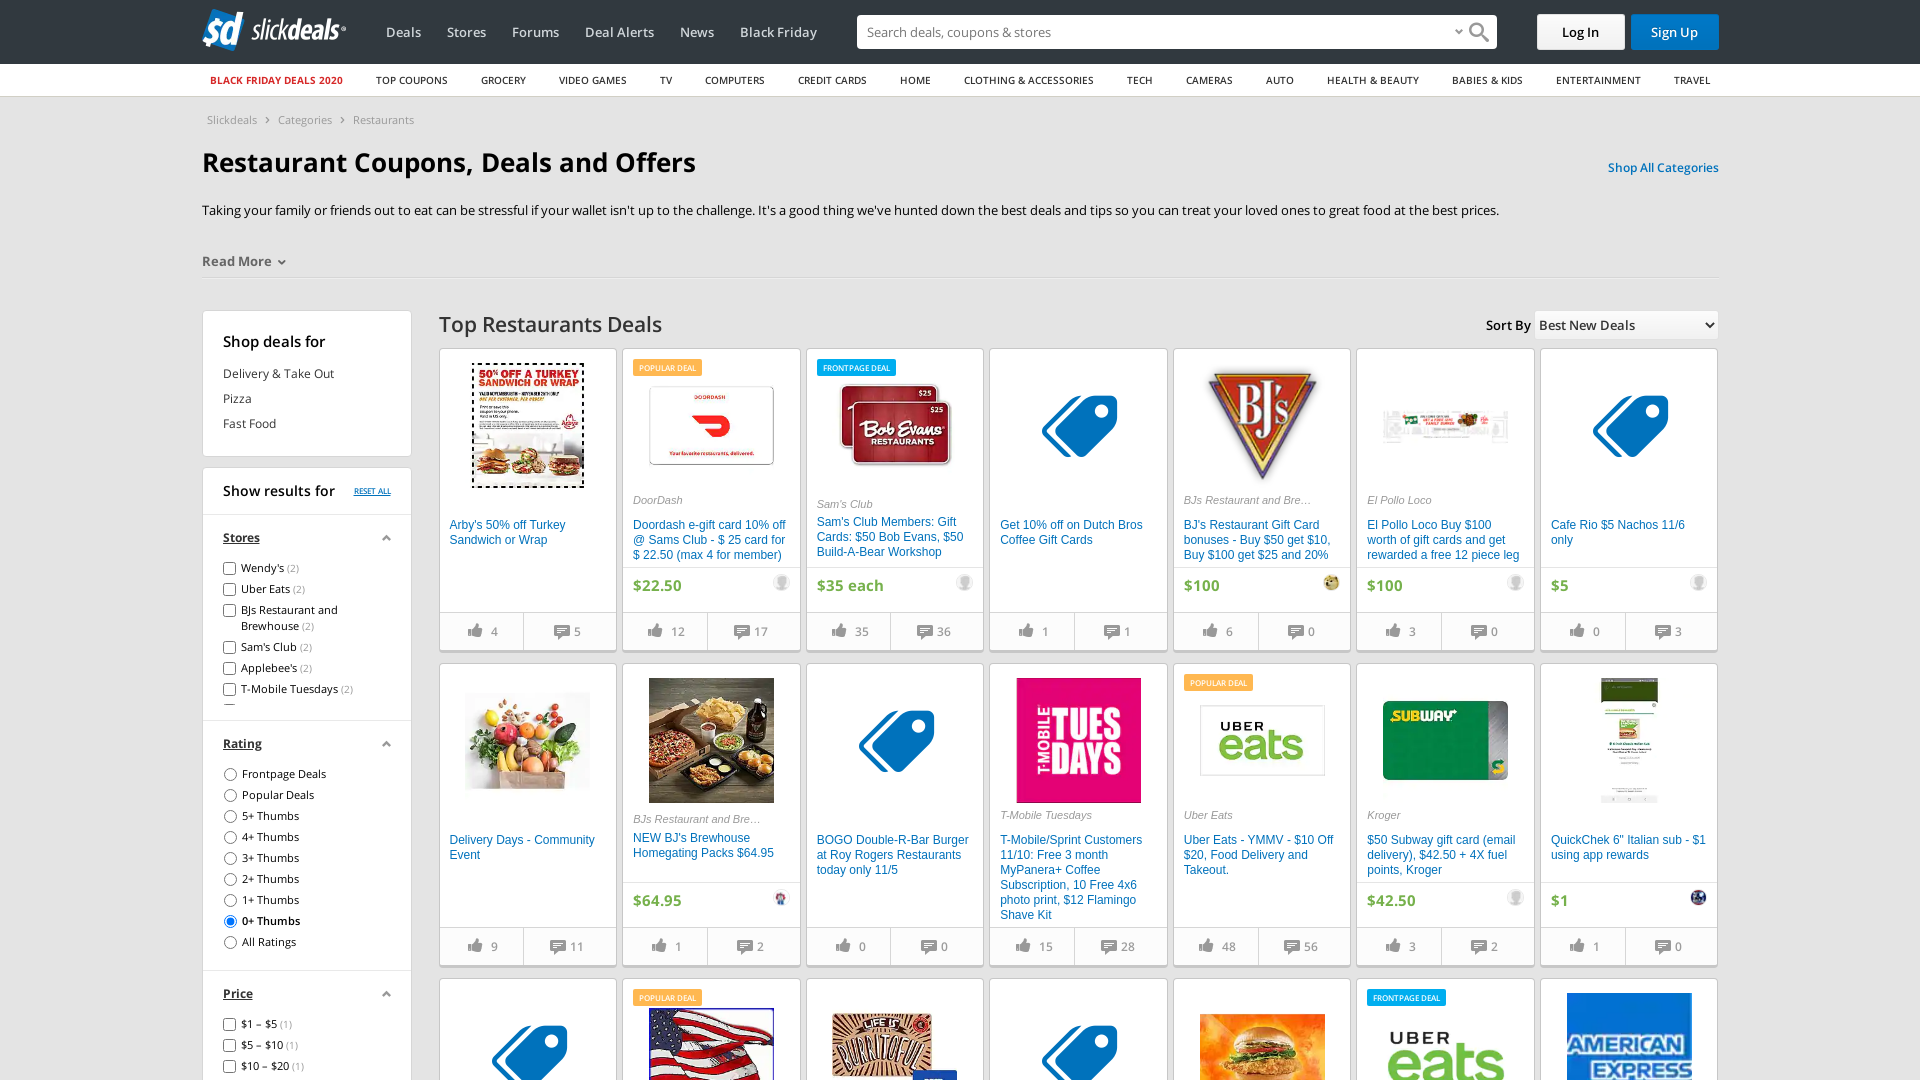 sd slickdeals
Deals
Stores
Forums
Deal Alerts
News
Black Friday
Search deals, coupons & stores
Log In
Sign Up
BLACK FRIDAY DEALS 2020
TOP COUPONS
GROCERY
VIDEO GAMES
TV
COMPUTERS
CREDIT CARDS
HOME
CLOTHING & ACCESSORIES
TECH
CAMERAS
AUTO
HEALTH & BEAUTY
BABIES & KIDS
ENTERTAINMENT
TRAVEL
Slickdeals
Categories
Restaurants
Restaurant Coupons, Deals and Offers
Shop All Categories
Taking your family or friends out to eat can be stressful if your wallet isn't up to the challenge. It's a good thing we've hunted down the best deals and tips so you can treat your loved ones to great food at the best prices.
Read More
Shop deals for
Delivery & Take Out
Pizza
Fast Food
Show results for
RESET ALL
Stores
Wendy's (2)
Uber Eats (2)
BJs Restaurant and
Brewhouse (2)
Sam's Club (2)
Applebee's (2)
T-Mobile Tuesdays (2)
Rating
Frontpage Deals
Popular Deals
5+ Thumbs
4+ Thumbs
3+ Thumbs
2+ Thumbs
1+ Thumbs
0+ Thumbs
All Ratings
Price
$1 – $5 (1)
$5 – $10 (1)
$10 – $20 (1)
Top Restaurants Deals
Sort By
Best New Deals
50% OFF A TURKEY
SANDWICH OR WRAP
Arby's 50% off Turkey
Sandwich or Wrap
4
5
POPULAR DEAL
DOORDASH
Your favorite restaurants, delivered.
DoorDash
Doordash e-gift card 10% off
@ Sams Club - $ 25 card for
$ 22.50 (max 4 for member)
$22.50
12
17
FRONTPAGE DEAL
$25
$25
Bob Evans
RESTAURANTS
Sam's Club
Sam's Club Members: Gift
Cards: $50 Bob Evans, $50
Build-A-Bear Workshop
$35 each
35
36
Get 10% off on Dutch Bros
Coffee Gift Cards
1
1
BJ's
BJs Restaurant and Bre…
BJ's Restaurant Gift Card
bonuses - Buy $50 get $10,
Buy $100 get $25 and 20%
$100
6
0
El Pollo Loco
El Pollo Loco Buy $100
worth of gift cards and get
rewarded a free 12 piece leg
$100
3
0
Cafe Rio $5 Nachos 11/6
only
$5
0
3
Delivery Days - Community
Event
9
11
BJs Restaurant and Bre…
NEW BJ's Brewhouse
Homegating Packs $64.95
$64.95
1
2
BOGO Double-R-Bar Burger
at Roy Rogers Restaurants
today only 11/5
0
0
T-MOBILE TUESDAYS
T-Mobile Tuesdays
T-Mobile/Sprint Customers
11/10: Free 3 month
MyPanera+ Coffee
Subscription, 10 Free 4x6
photo print, $12 Flamingo
Shave Kit
15
28
POPULAR DEAL
UBER
eats
Uber Eats
Uber Eats - YMMV - $10 Off
$20, Food Delivery and
Takeout.
48
56
SUBWAY
Kroger
$50 Subway gift card (email
delivery), $42.50 + 4X fuel
points, Kroger
$42.50
3
2
QuickChek 6" Italian sub - $1
using app rewards
$1
1
0
POPULAR DEAL
LIFE IS
BURRITOFUL
FRONTPAGE DEAL
UBER
eats
AMERICAN
EXPRESS